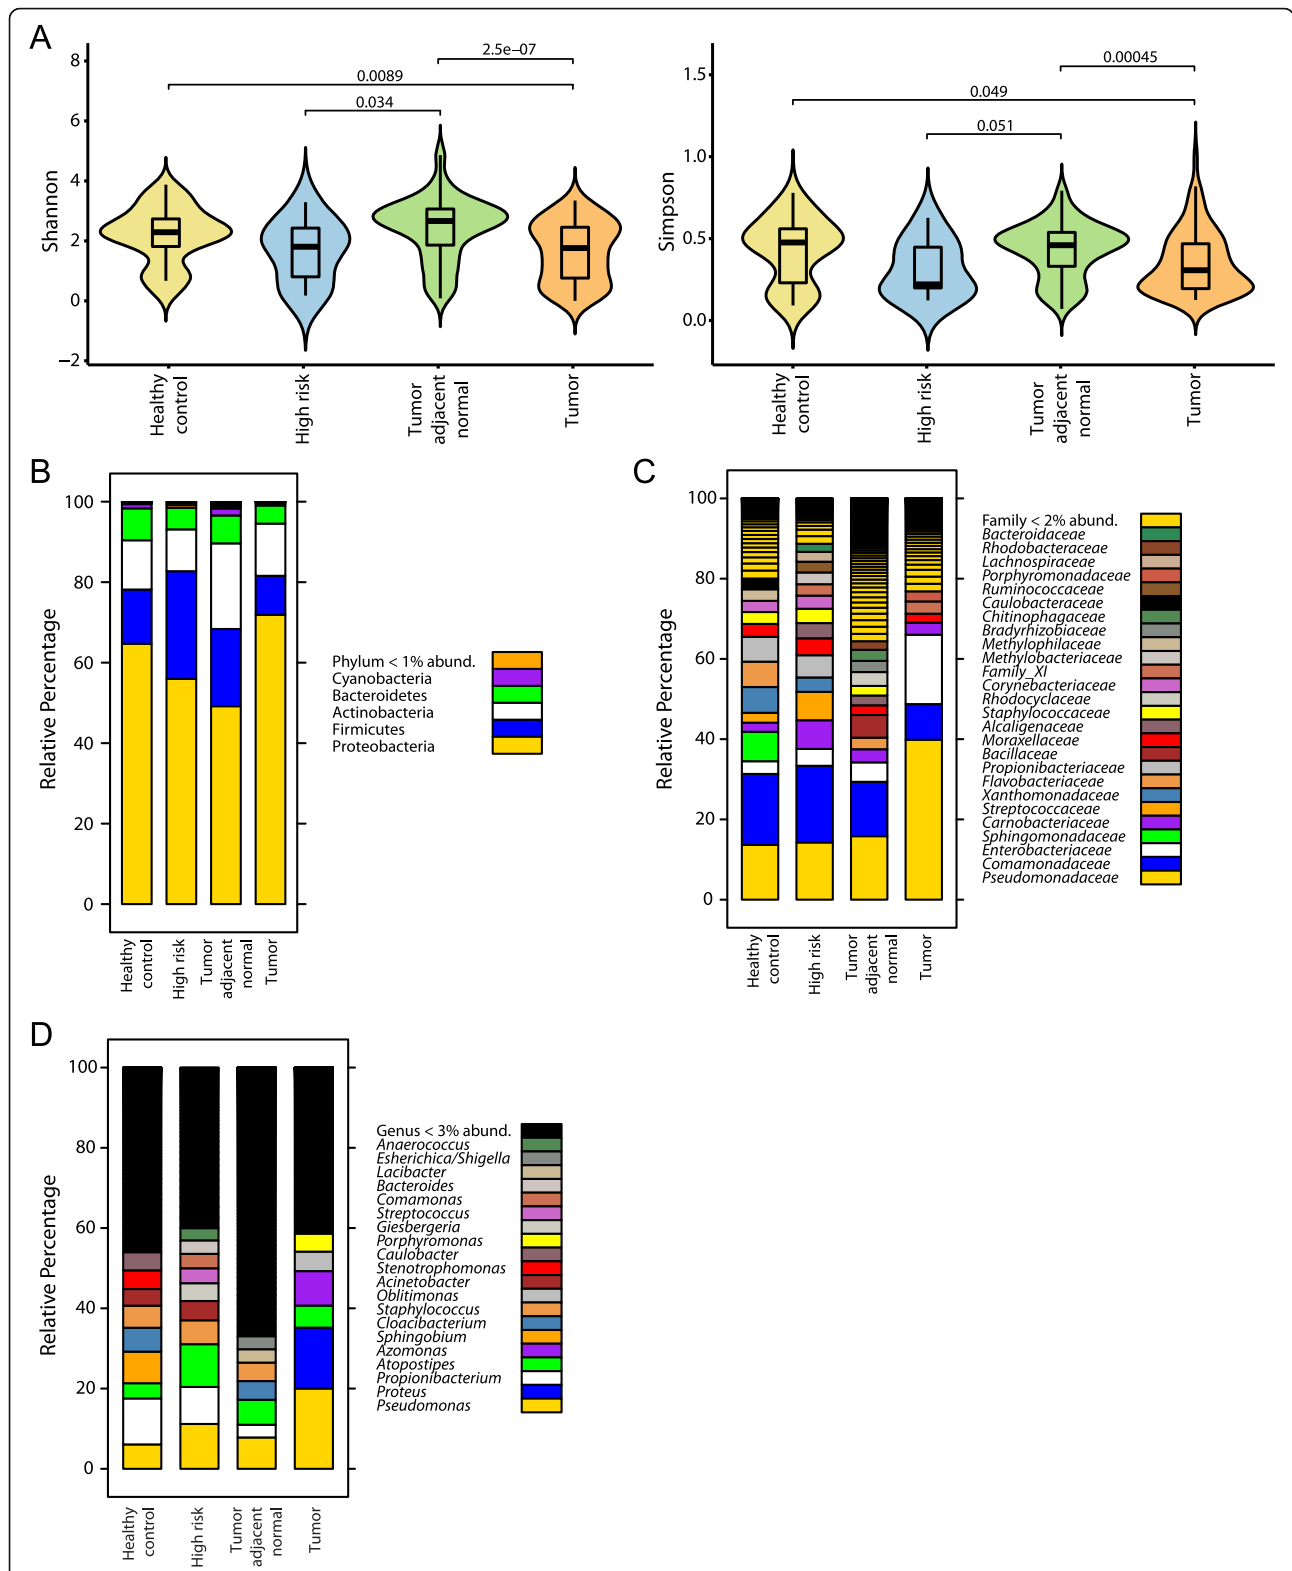 A
8
6
4
2
0
−2
Shannon
2.5e−07
0.0089
0.034
Healthy
control
High risk
Tumor
adjacent
normal
Tumor
1.5
1.0
0.5
0.0
Simpson
0.00045
0.049
0.051
Healthy
control
High risk
Tumor
adjacent
normal
Tumor
B
100
80
60
40
20
0
Relative Percentage
Healthy
control
High risk
Tumor
adjacent
normal
Tumor
Phylum < 1% abund.
Cyanobacteria
Bacteroidetes
Actinobacteria
Firmicutes
Proteobacteria
C
100
80
60
40
20
0
Relative Percentage
Healthy
control
High risk
Tumor
adjacent
normal
Tumor
Family < 2% abund.
Bacteroidaceae
Rhodobacteraceae
Lachnospiraceae
Porphyromonadaceae
Ruminococcaceae
Caulobacteraceae
Chitinophagaceae
Bradyrhizobiaceae
Methylophilaceae
Methylobacteriaceae
Family_XI
Corynebacteriaceae
Rhodocyclaceae
Staphylococcaceae
Alcaligenaceae
Moraxellaceae
Bacillaceae
Propionibacteriaceae
Flavobacteriaceae
Xanthomonadaceae
Streptococcaceae
Carnobacteriaceae
Sphingomonadaceae
Enterobacteriaceae
Comamonadaceae
Pseudomonadaceae
D
100
80
60
40
20
0
Relative Percentage
Healthy
control
High risk
Tumor
adjacent
normal
Tumor
Genus < 3% abund.
Anaerococcus
Esherichica/Shigella
Lacibacter
Bacteroides
Comamonas
Streptococcus
Giesbergeria
Porphyromonas
Caulobacter
Stenotrophomonas
Acinetobacter
Oblitimonas
Staphylococcus
Cloacibacterium
Sphingobium
Azomonas
Atopostipes
Propionibacterium
Proteus
Pseudomonas